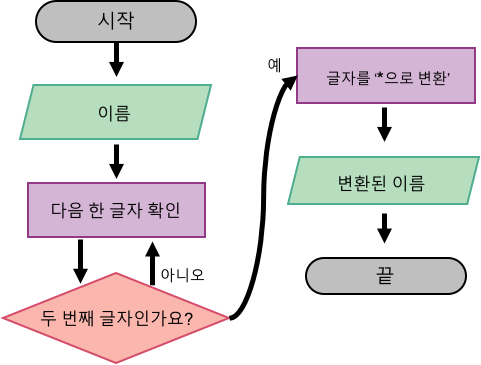 시작
이름
다음 한 글자 확인
아니오
두 번째 글자인가요?
예
글자를 ‘*으로 변환’
변환된 이름
끝